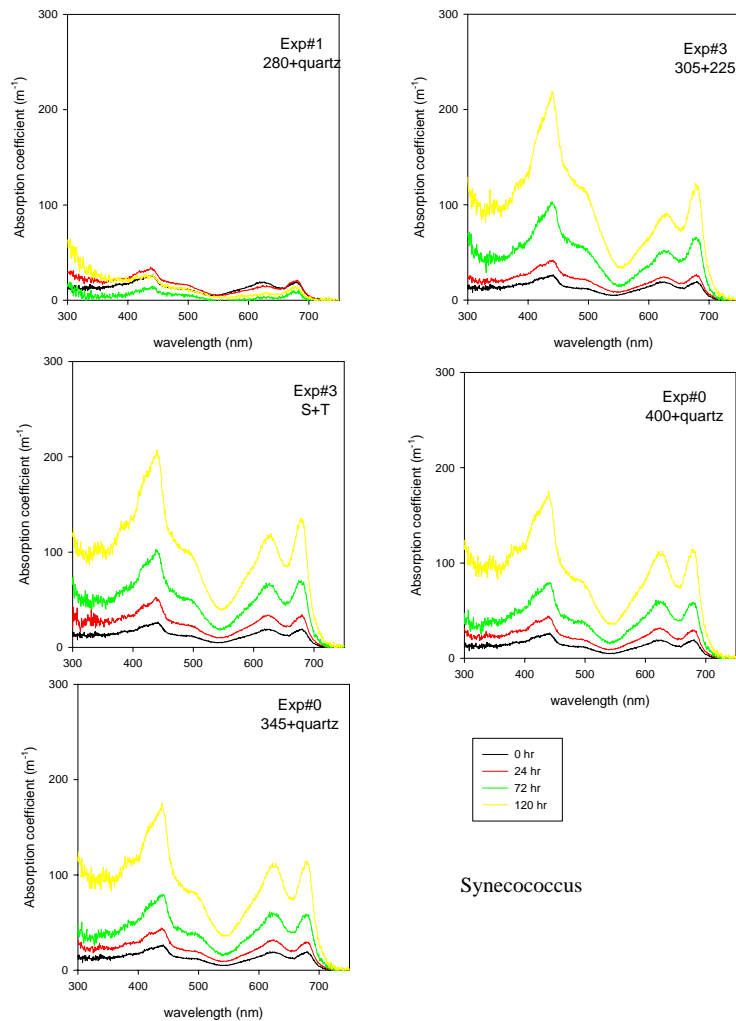 Exp#1
280+quartz
Absorption coefficient (m⁻¹)
300
200
100
0
300 400 500 600 700
wavelength (nm)
Exp#3
305+225
Absorption coefficient (m⁻¹)
300
200
100
0
300 400 500 600 700
wavelength (nm)
Exp#3
S+T
Absorption coefficient (m⁻¹)
300
200
100
0
300 400 500 600 700
wavelength (nm)
Exp#0
400+quartz
Absorption coefficient (m⁻¹)
300
200
100
0
300 400 500 600 700
wavelength (nm)
Exp#0
345+quartz
Absorption coefficient (m⁻¹)
300
200
100
0
300 400 500 600 700
wavelength (nm)
0 hr
24 hr
72 hr
120 hr
Synecococcus